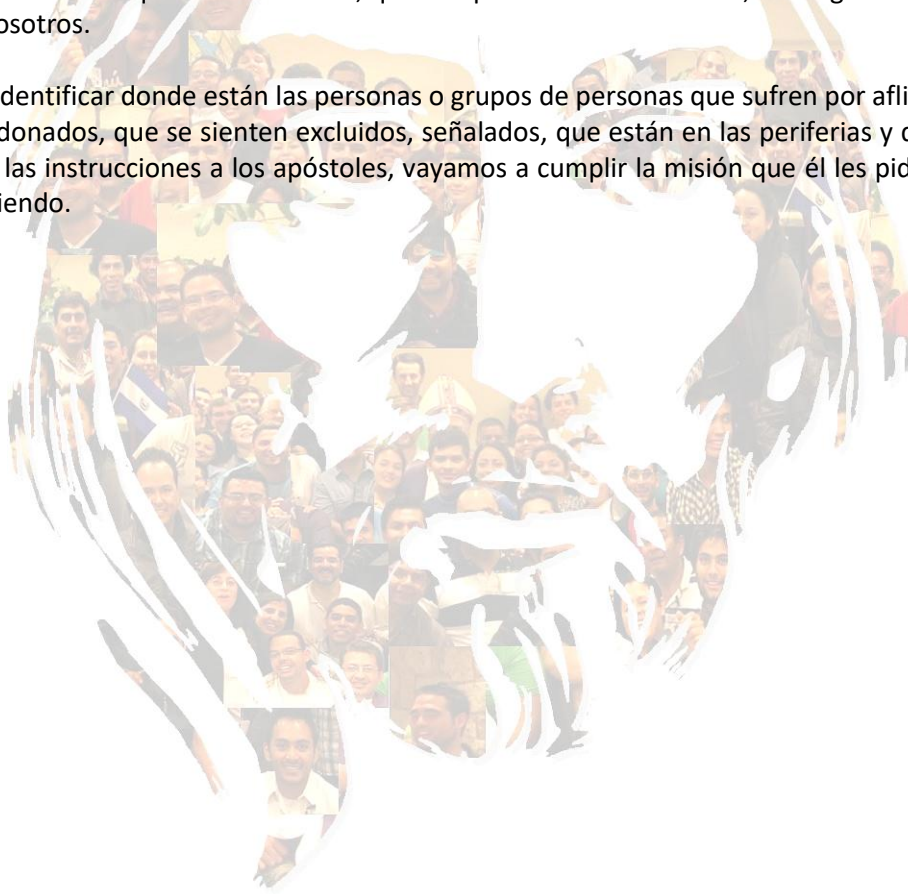 osotros.
dentificar donde están las personas o grupos de personas que sufren por afli
donados, que se sienten excluidos, señalados, que están en las periferias y
las instrucciones a los apóstoles, vayamos a cumplir la misión que él les pid
iendo.